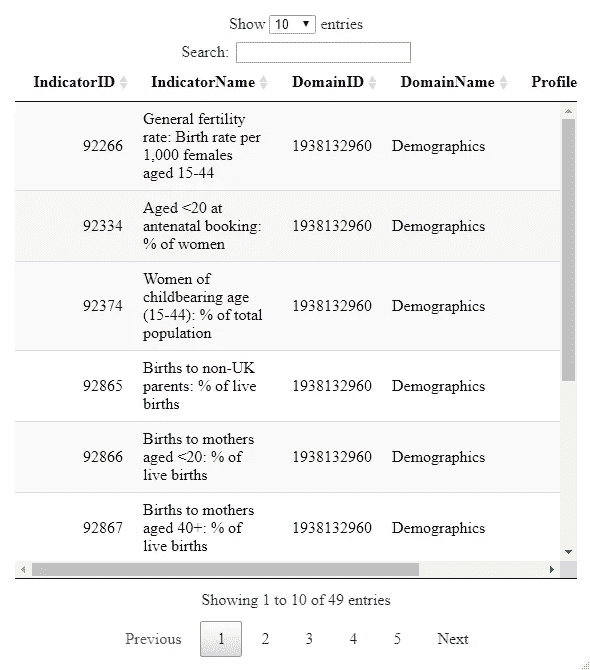 Show 10 entries
Search:
IndicatorID IndicatorName DomainID DomainName Profile
General fertility
rate: Birth rate per
92266 1938132960 Demographics
1,000 females
aged 15-44
Aged <20 at
92334 antenatal booking: 1938132960 Demographics
% of women
Women of
childbearing age
92374 1938132960 Demographics
(15-44): % of total
population
Births to non-UK
92865 parents: % of live 1938132960 Demographics
births
Births to mothers
92866 aged <20: % of 1938132960 Demographics
live births
Births to mothers
92867 aged 40+: % of 1938132960 Demographics
live births
Showing 1 to 10 of 49 entries
Previous 1 2 3 4 5 Next